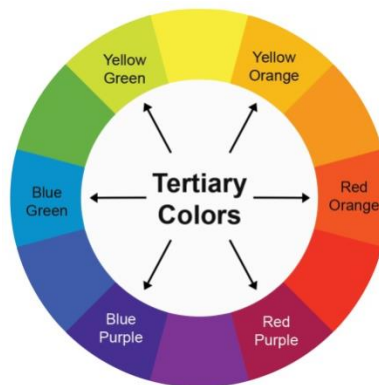 Yellow
Green
Yellow
Orange
Blue
Green
Tertiary
Colors
Red
Orange
Blue
Purple
Red
Purple